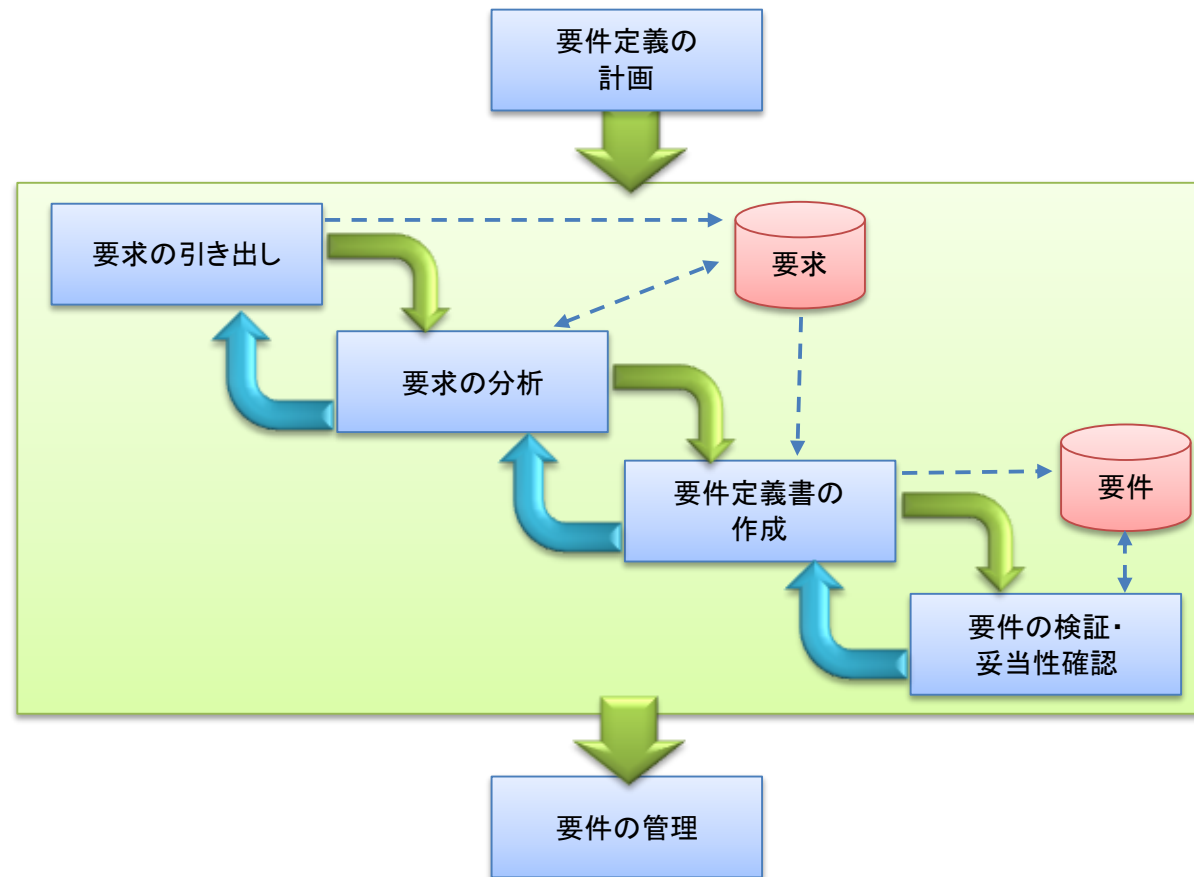 要件定義の
計画
要求の引き出し
要求
要求の分析
要件定義書の
作成
要件
要件の検証・
妥当性確認
要件の管理